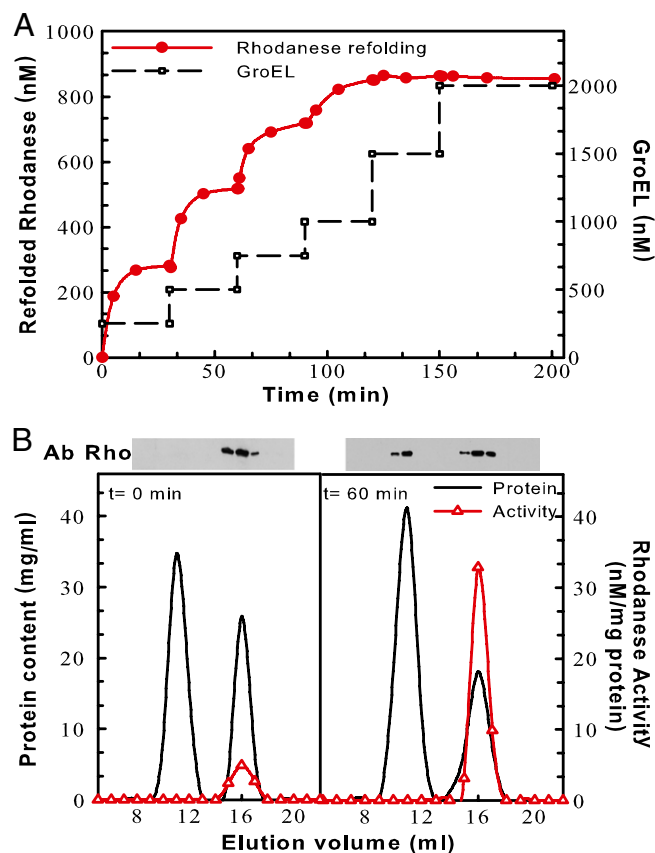 A
1000
800
600
400
200
0
Refolded Rhodanese (nM)
Rhodanese refolding
GroEL
2000
1500
1000
500
0
GroEL (nM)
0 50 100 150 200
Time (min)
B
Ab Rho
t= 0 min
t= 60 min
Protein
Activity
40
30
20
10
0
Protein content (mg/ml)
40
30
20
10
0
Rhodanese Activity
(nM/mg protein)
8 12 16 20 8 12 16 20
Elution volume (ml)